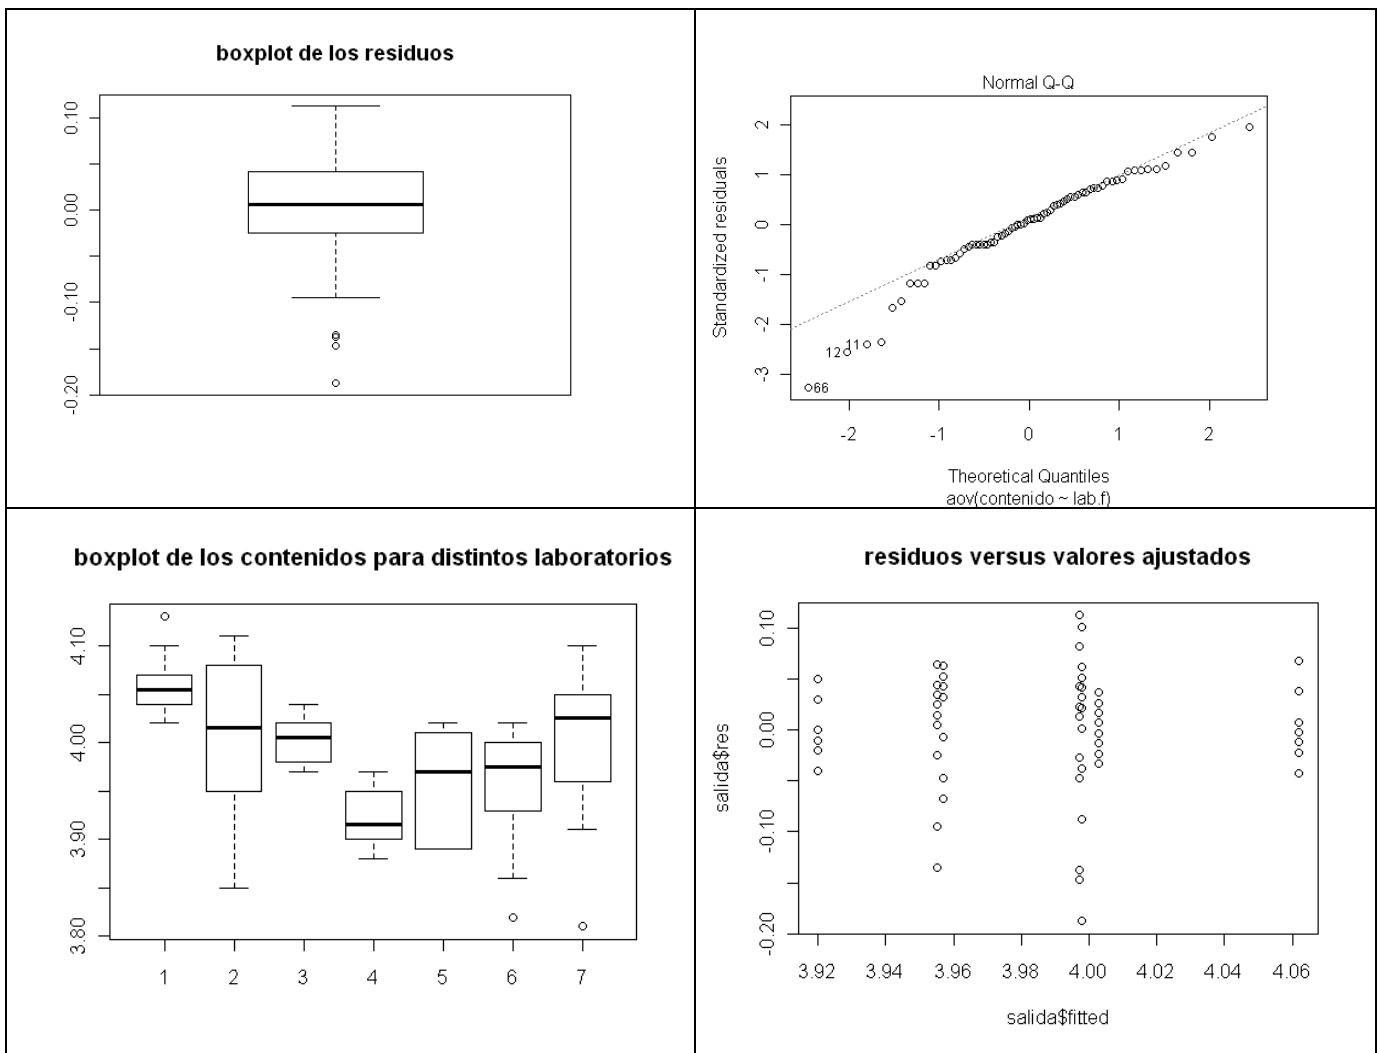 boxplot de los residuos
0.10
0.00
-0.10
-0.20
Normal Q-Q
Standardized residuals
2
1
0
-1
-2
-3
12
11
66
-2 -1 0 1 2
Theoretical Quantiles
aov(contenido ~ lab.f)
boxplot de los contenidos para distintos laboratorios
4.10
4.00
3.90
3.80
1 2 3 4 5 6 7
residuos versus valores ajustados
salida$res
0.10
0.00
-0.10
-0.20
3.92 3.94 3.96 3.98 4.00 4.02 4.04 4.06
salida$fitted